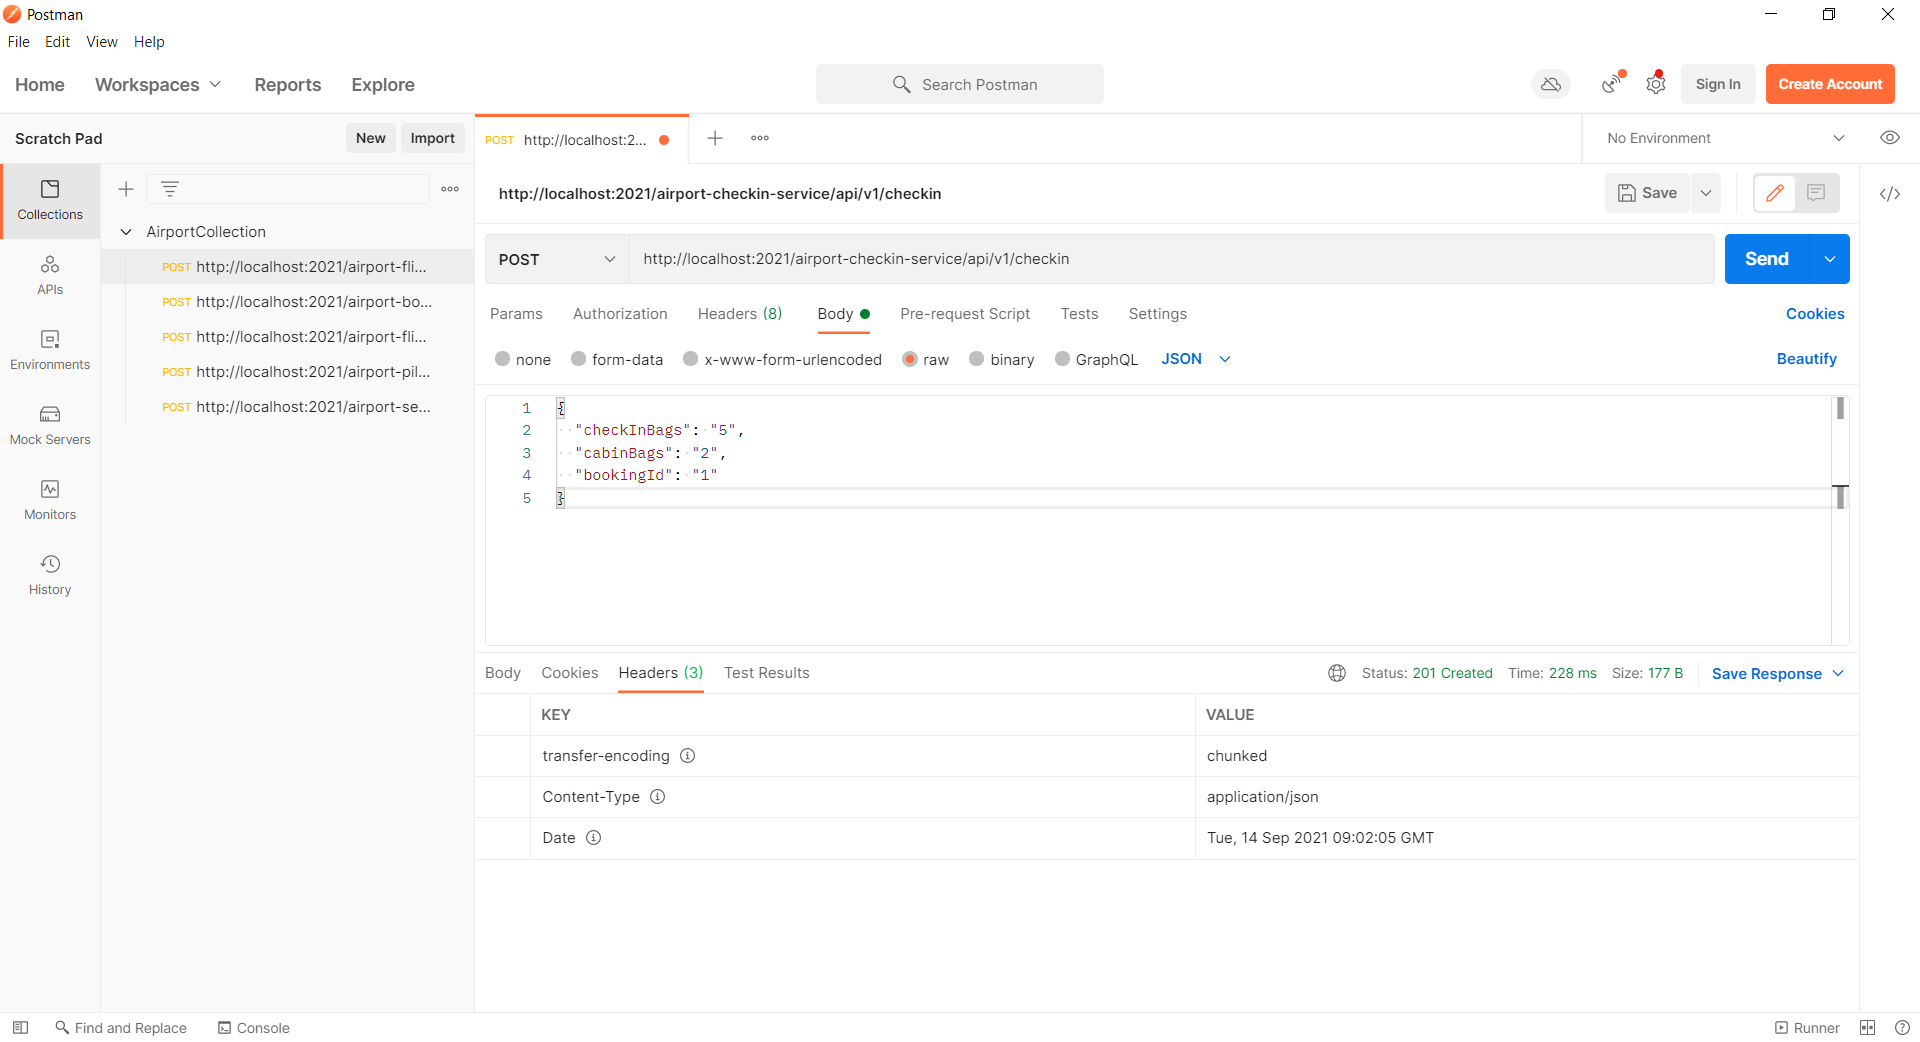 Postman
File Edit View Help
Home Workspaces Reports Explore
Search Postman
Sign In
Create Account
Scratch Pad
New
Import
POST http://localhost:2...
No Environment
Collections
APIs
Environments
Mock Servers
Monitors
History
AirportCollection
POST http://localhost:2021/airport-fli...
POST http://localhost:2021/airport-bo...
POST http://localhost:2021/airport-fli...
POST http://localhost:2021/airport-pil...
POST http://localhost:2021/airport-se...
http://localhost:2021/airport-checkin-service/api/v1/checkin
Save
POST http://localhost:2021/airport-checkin-service/api/v1/checkin
Send
Params Authorization Headers (8) Body Pre-request Script Tests Settings
Cookies
none form-data x-www-form-urlencoded raw binary GraphQL JSON
Beautify
1 {
2 "checkInBags": "5",
3 "cabinBags": "2",
4 "bookingId": "1"
5 }
Body Cookies Headers (3) Test Results
Status: 201 Created Time: 228 ms Size: 177 B
Save Response
KEY VALUE
transfer-encoding chunked
Content-Type application/json
Date Tue, 14 Sep 2021 09:02:05 GMT
Find and Replace Console
Runner